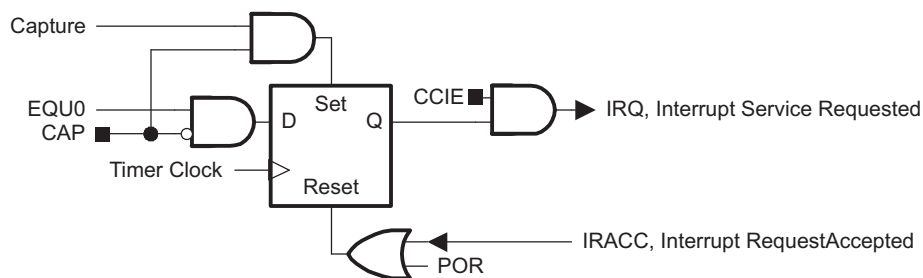 Capture
EQU0
CAP
Timer Clock
Set
D
Q
Reset
CCIE
IRQ, Interrupt Service Requested
IRACC, Interrupt RequestAccepted
POR